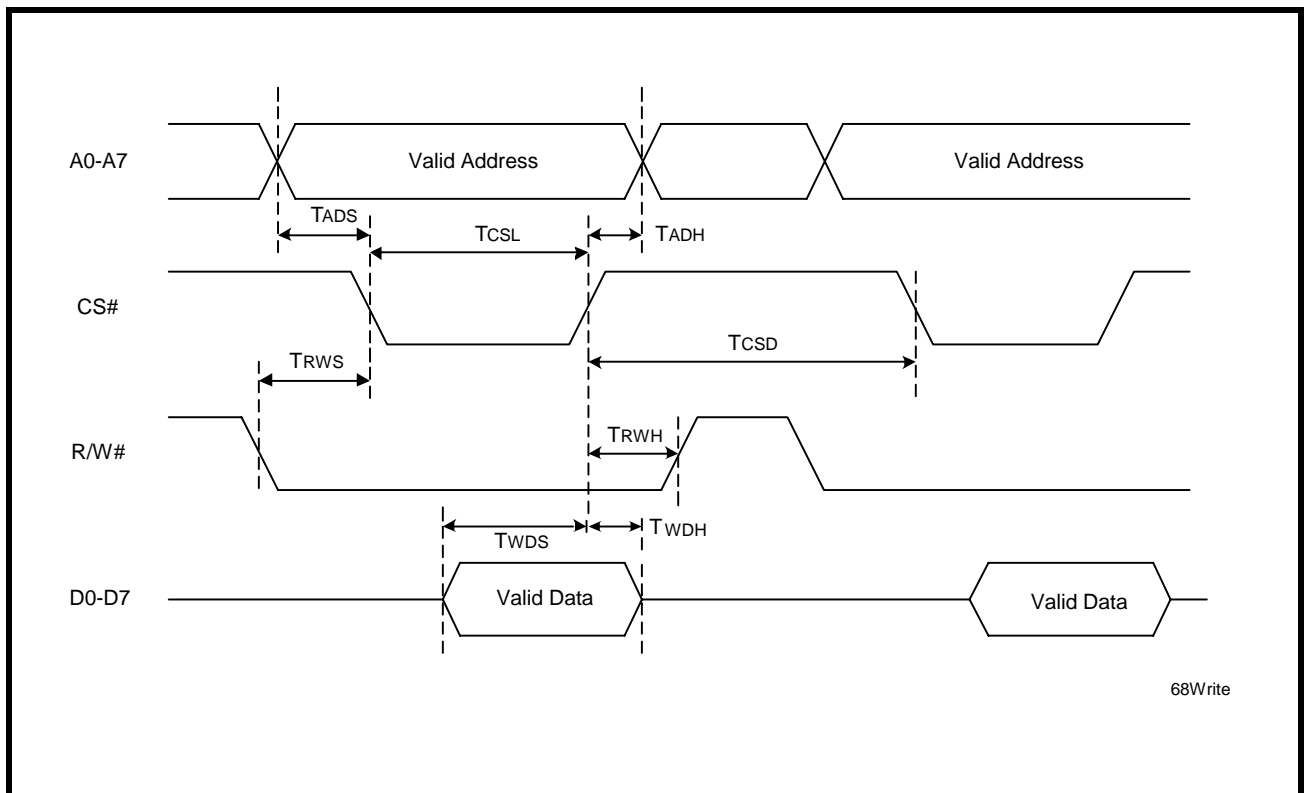 A0-A7
Valid Address
Valid Address
TADS
TCSL
TADH
CS#
TCSD
TRWS
TRWH
R/W#
TWDS
TWDH
D0-D7
Valid Data
Valid Data
68Write